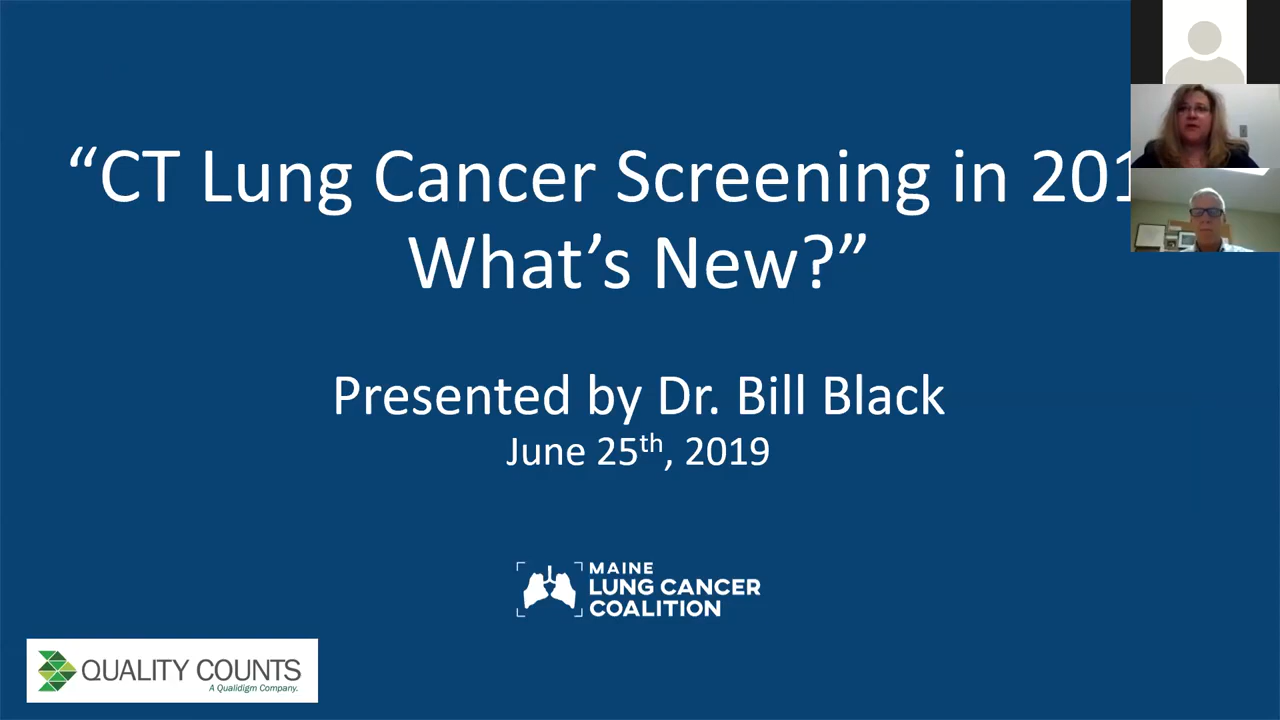 “CT Lung Cancer Screening in 201
What’s New?”
Presented by Dr. Bill Black
June 25th, 2019
MAINE
LUNG CANCER
COALITION
QUALITY COUNTS
A Qualidigm Company.